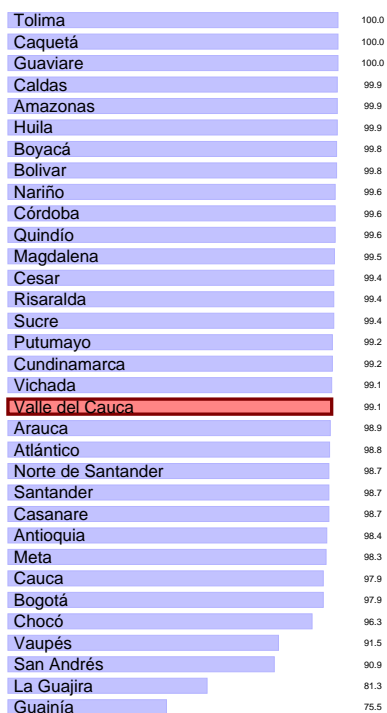 Tolima 100.0
Caquetá 100.0
Guaviare 100.0
Caldas 99.9
Amazonas 99.9
Huila 99.9
Boyacá 99.8
Bolivar 99.8
Nariño 99.6
Córdoba 99.6
Quindío 99.6
Magdalena 99.5
Cesar 99.4
Risaralda 99.4
Sucre 99.4
Putumayo 99.2
Cundinamarca 99.2
Vichada 99.1
Valle del Cauca 99.1
Arauca 98.9
Atlántico 98.8
Norte de Santander 98.7
Santander 98.7
Casanare 98.7
Antioquia 98.4
Meta 98.3
Cauca 97.9
Bogotá 97.9
Chocó 96.3
Vaupés 91.5
San Andrés 90.9
La Guajira 81.3
Guainía 75.5